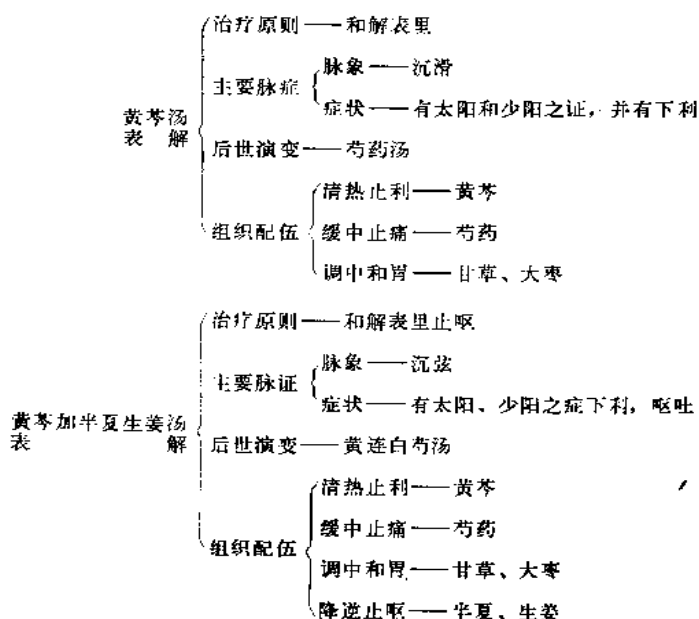 治疗原则——和解表里
主要脉症
脉象——沉滑
症状——有太阳和少阳之证，并有下利
黄芩汤
表解
后世演变——芍药汤
组织配伍
清热止利——黄芩
缓中止痛——芍药
调中和胃——甘草、大枣
治疗原则——和解表里止呕
主要脉证
脉象——沉弦
症状——有太阳、少阳之症下利，呕吐
黄芩加半夏生姜汤
表解
后世演变——黄连白芍汤
组织配伍
清热止利——黄芩
缓中止痛——芍药
调中和胃——甘草、大枣
降逆止呕——半夏、生姜